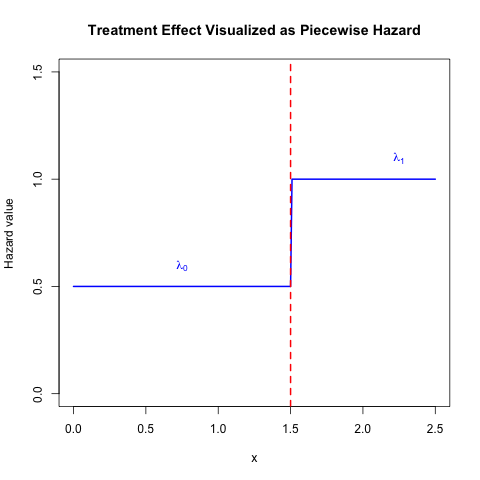 Treatment Effect Visualized as Piecewise Hazard
Hazard value
1.5
1.0
0.5
0.0
λ1
λ0
0.0 0.5 1.0 1.5 2.0 2.5
x